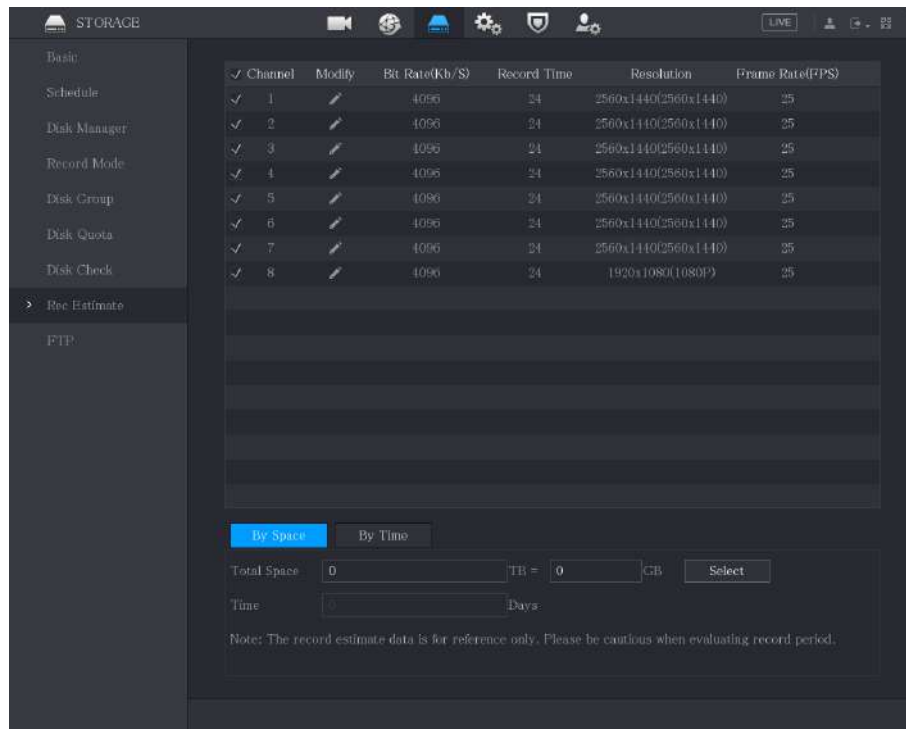 STORAGE LIVE
Basic
Schedule
Disk Manager
Record Mode
Disk Group
Disk Quota
Disk Check
Rec Estimate
FTP
Channel Modify Bit Rate(Kb/S) Record Time Resolution Frame Rate(FPS)
1 4096 24 2560x1440(2560x1440) 25
2 4096 24 2560x1440(2560x1440) 25
3 4096 24 2560x1440(2560x1440) 25
4 4096 24 2560x1440(2560x1440) 25
5 4096 24 2560x1440(2560x1440) 25
6 4096 24 2560x1440(2560x1440) 25
7 4096 24 2560x1440(2560x1440) 25
8 4096 24 1920x1080(1080P) 25
By Space By Time
Total Space 0 TB = 0 GB Select
Time 0 Days
Note: The record estimate data is for reference only. Please be cautious when evaluating record period.